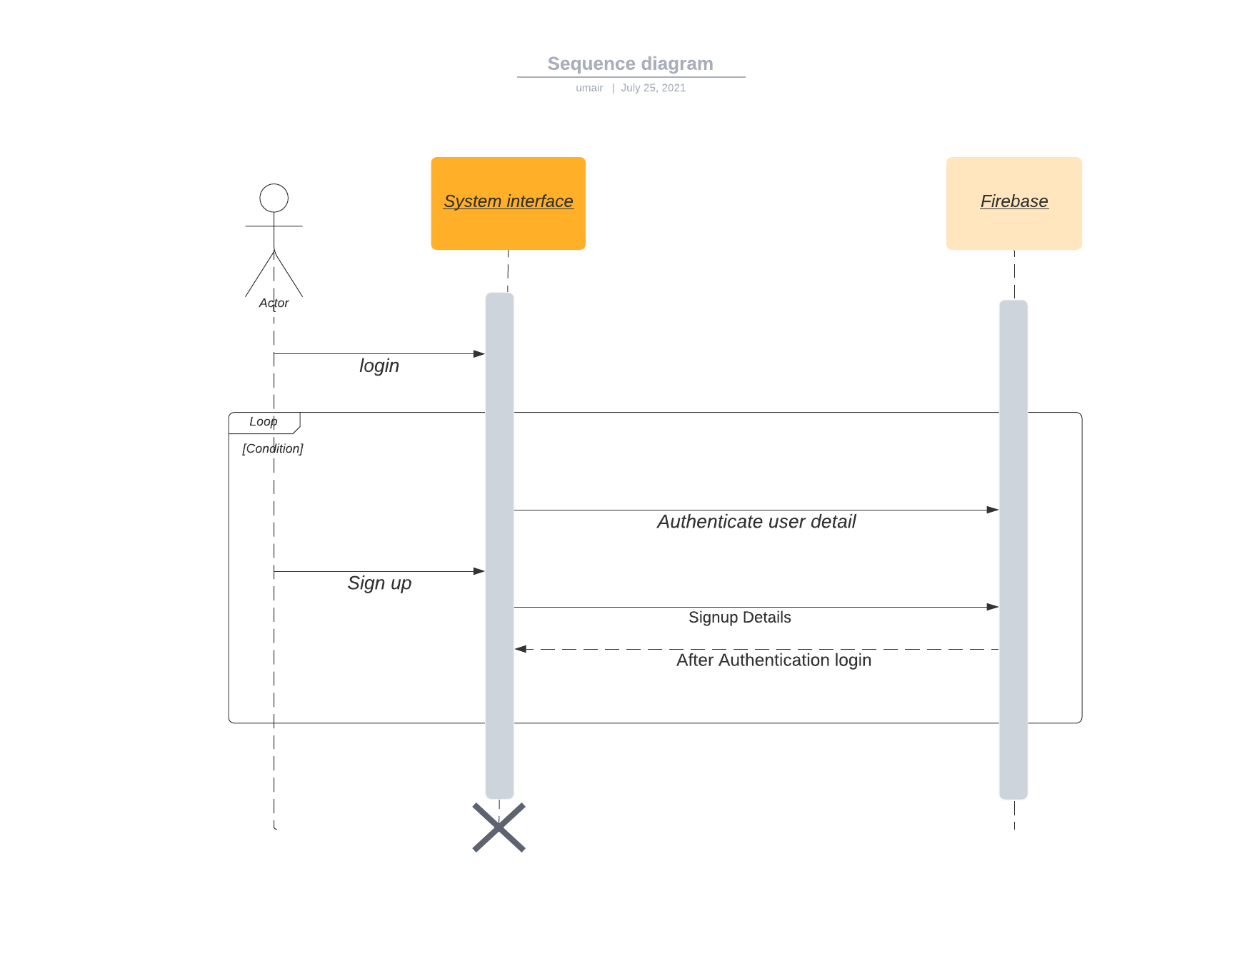 Sequence diagram
umair | July 25, 2021
System interface
Firebase
Actor
login
Loop
[Condition]
Authenticate user detail
Sign up
Signup Details
After Authentication login